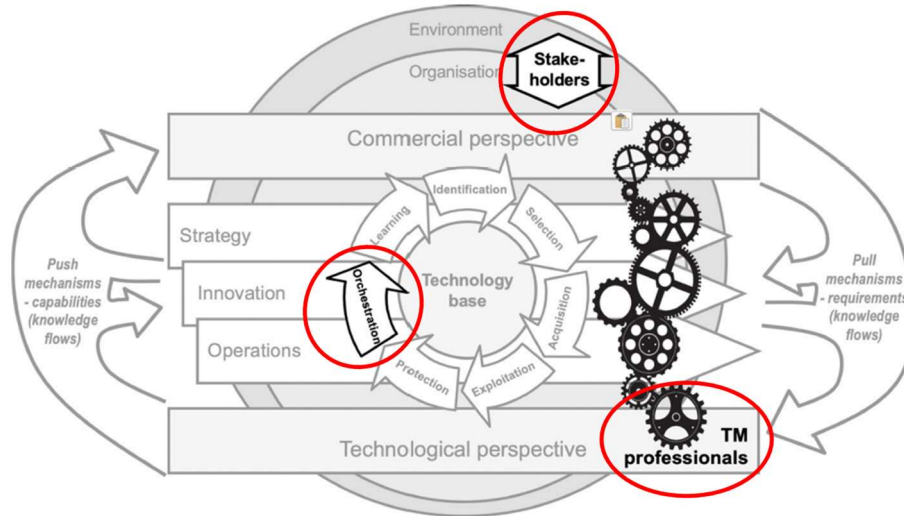 Environment
Organisation
Stake-
holders
Commercial perspective
Identification
Learning
Selection
Strategy
Push
mechanisms
- capabilities
(knowledge
flows)
Innovation
Orchestration
Technology
base
Acquisition
Pull
mechanisms
- requirements
(knowledge
flows)
Operations
Protection
Exploitation
Technological perspective
TM
professionals